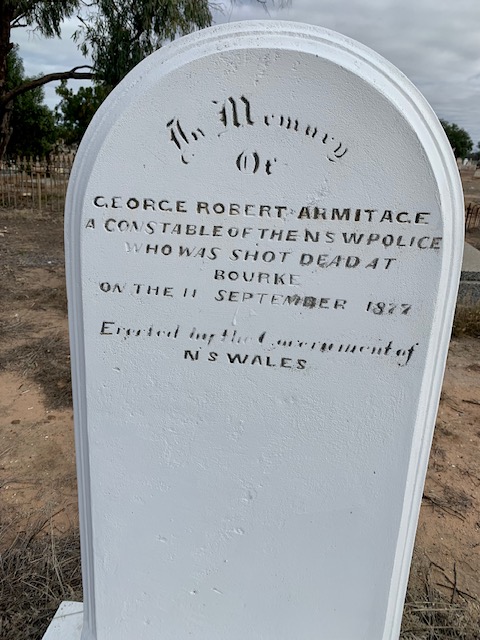 In Memory
Of
GEORGE ROBERT ARMITAGE
A CONSTABLE OF THE N S W POLICE
WHO WAS SHOT DEAD AT
BOURKE
ON THE 11 SEPTEMBER 1877
Erected by the Government of
N S WALES